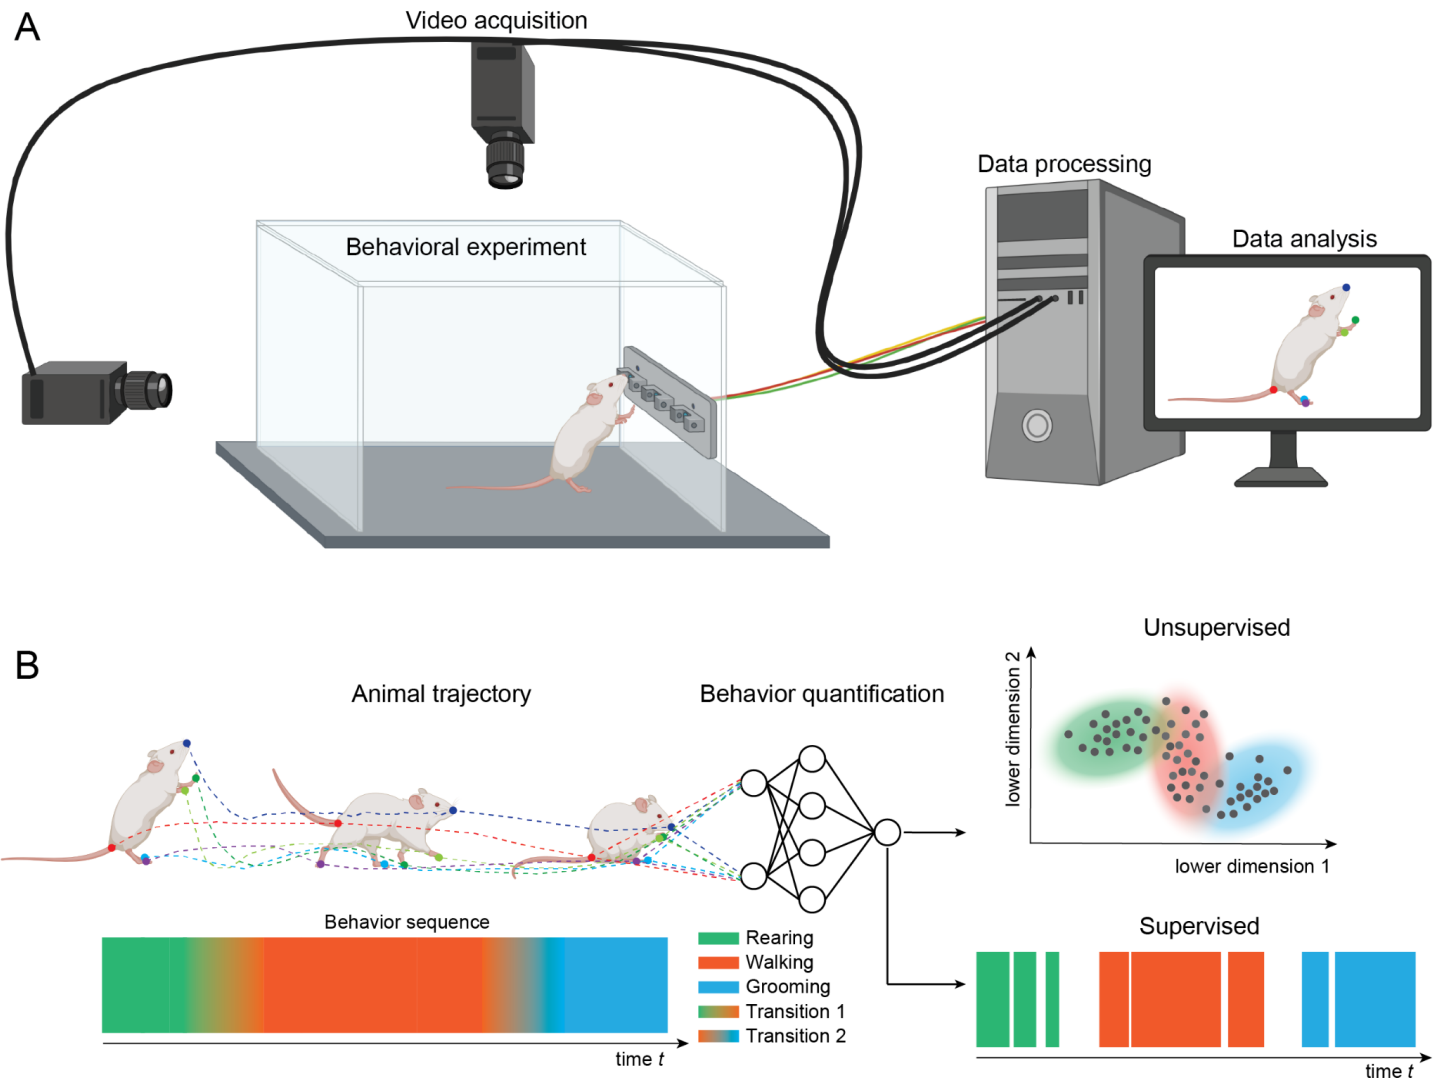 A
Video acquisition
Data processing
Data analysis
Behavioral experiment
B
Animal trajectory
Behavior quantification
Unsupervised
lower dimension 2
lower dimension 1
Behavior sequence
time t
Rearing
Walking
Grooming
Transition 1
Transition 2
Supervised
time t